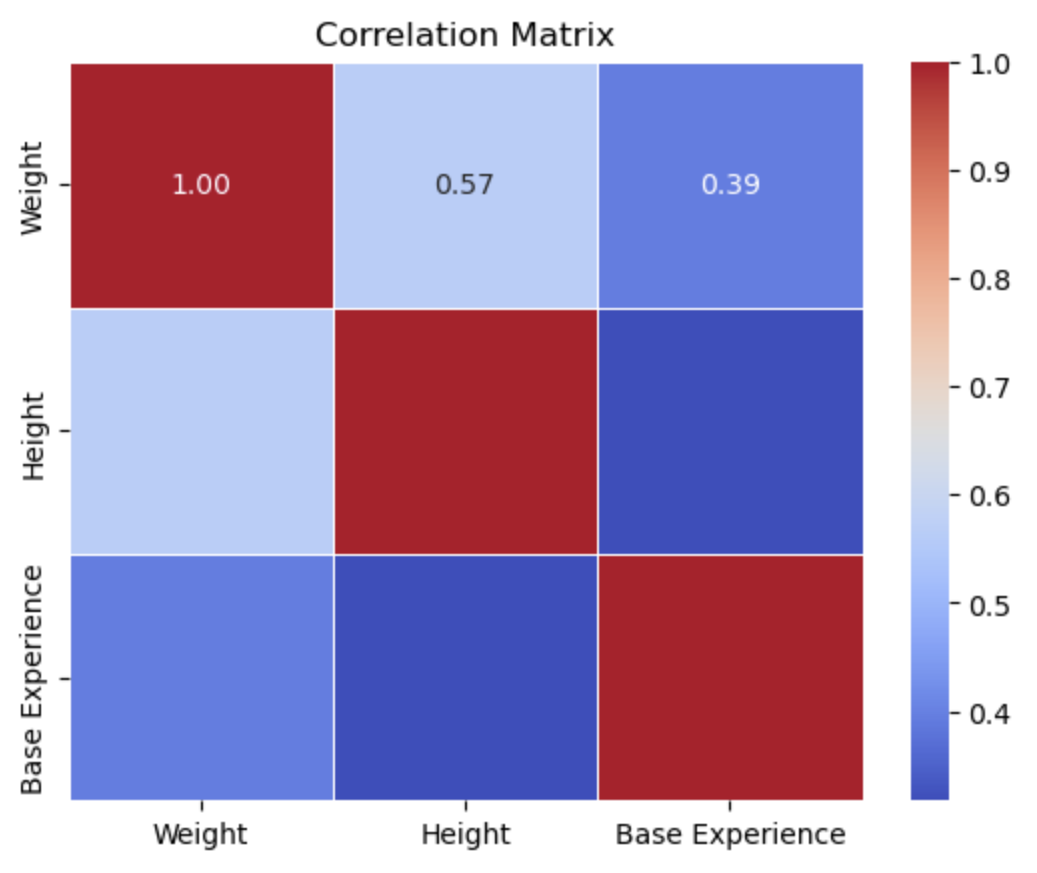 Correlation Matrix
Weight
1.00
0.57
0.39
Height
Base Experience
Weight
Height
Base Experience
1.0
0.9
0.8
0.7
0.6
0.5
0.4